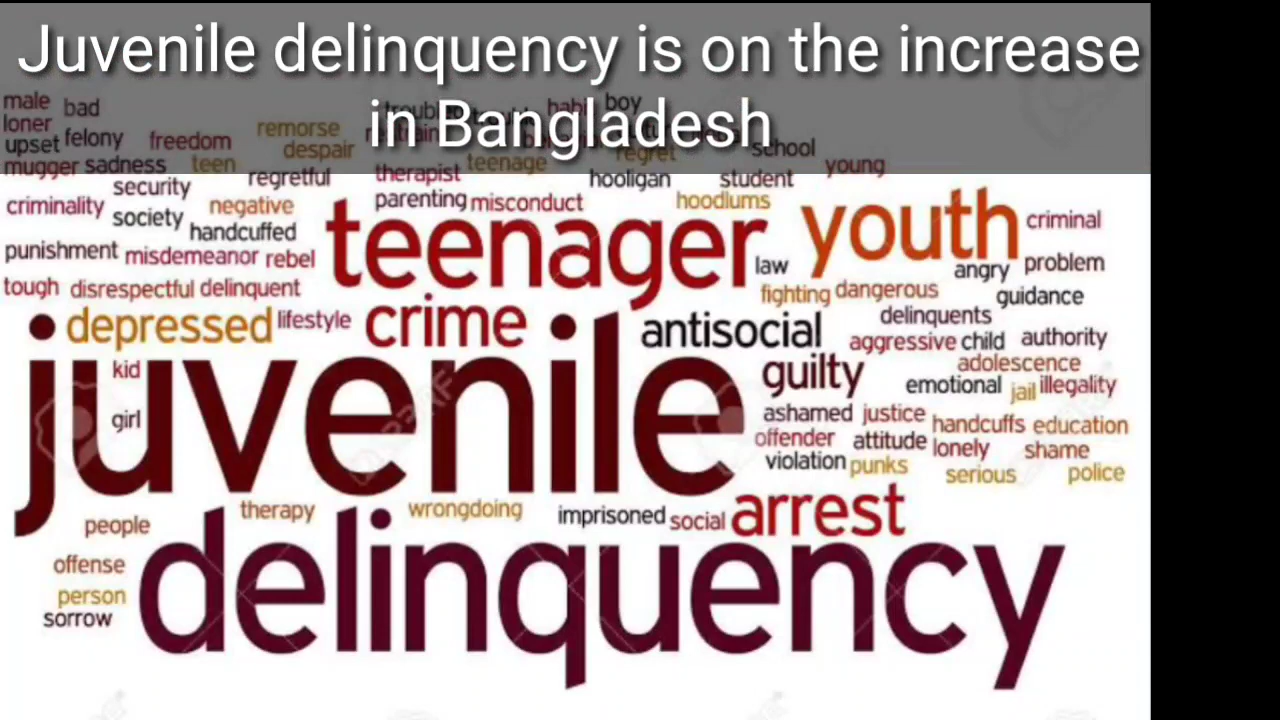 Juvenile delinquency is on the increase
in Bangladesh
male bad boy
loner
upset felony freedom remorse
despair regret school
mugger sadness teen teenage young
security regretful therapist hooligan student
criminality society negative parenting misconduct hoodlums
handcuffed teenager youth criminal
punishment misdemeanor rebel law angry problem
tough disrespectful delinquent fighting dangerous guidance
depressed lifestyle crime antisocial delinquents
aggressive child authority
juvenile
kid guilty adolescence
emotional jail illegality
girl ashamed justice handcuffs education
offender attitude lonely shame
violation punks serious police
people therapy wrongdoing imprisoned social arrest
delinquency
offense
person
sorrow